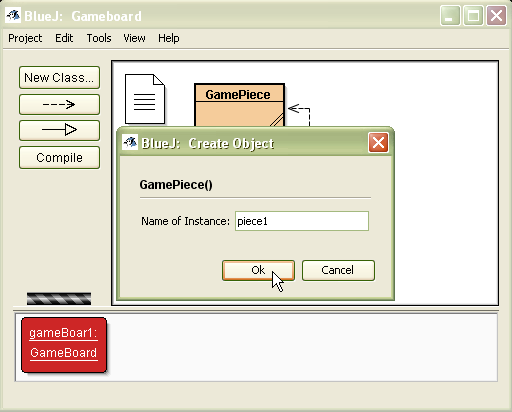 BlueJ: Gameboard
Project Edit Tools View Help
New Class...
GamePiece
Compile
BlueJ: Create Object
GamePiece()
Name of Instance: piece1
Ok Cancel
gameBoar1:
GameBoard